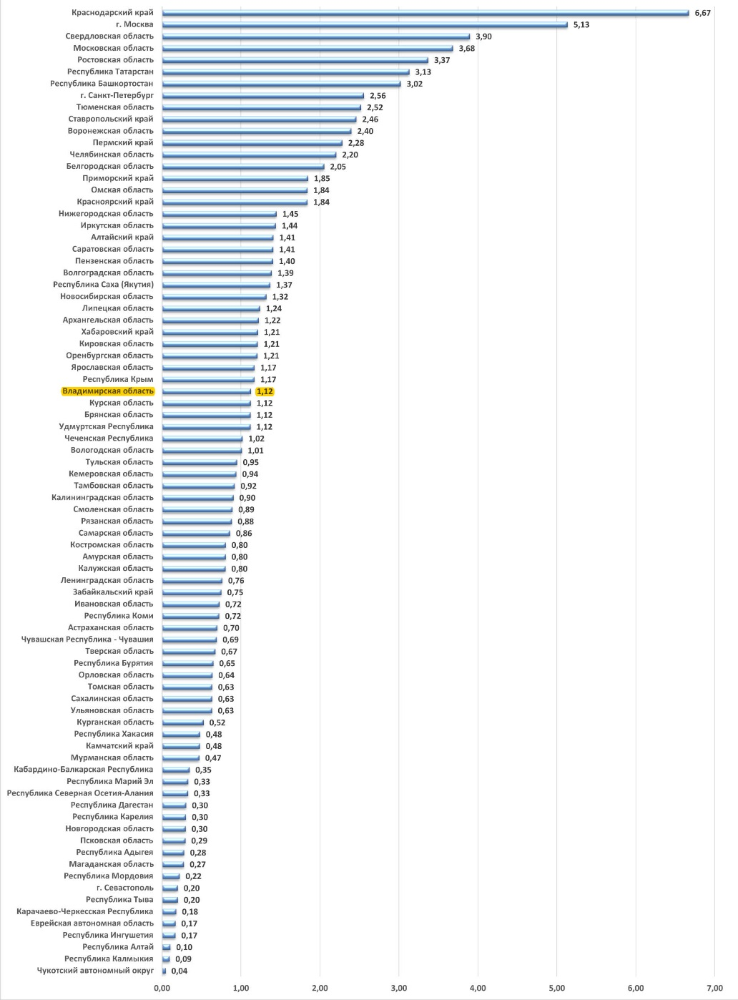 Краснодарский край 6,67
г. Москва 5,13
Свердловская область 3,90
Московская область 3,68
Ростовская область 3,37
Республика Татарстан 3,13
Республика Башкортостан 3,02
г. Санкт-Петербург 2,56
Тюменская область 2,52
Ставропольский край 2,46
Воронежская область 2,40
Пермский край 2,28
Челябинская область 2,20
Белгородская область 2,05
Приморский край 1,85
Омская область 1,84
Красноярский край 1,84
Нижегородская область 1,45
Иркутская область 1,44
Алтайский край 1,41
Саратовская область 1,41
Пензенская область 1,40
Волгоградская область 1,39
Республика Саха (Якутия) 1,37
Новосибирская область 1,32
Липецкая область 1,24
Архангельская область 1,22
Хабаровский край 1,21
Кировская область 1,21
Оренбургская область 1,21
Ярославская область 1,17
Республика Крым 1,17
Владимирская область 1,12
Курская область 1,12
Брянская область 1,12
Удмуртская Республика 1,12
Чеченская Республика 1,02
Вологодская область 1,01
Тульская область 0,95
Кемеровская область 0,94
Тамбовская область 0,92
Калининградская область 0,90
Смоленская область 0,89
Рязанская область 0,88
Самарская область 0,86
Костромская область 0,80
Амурская область 0,80
Калужская область 0,80
Ленинградская область 0,76
Забайкальский край 0,75
Ивановская область 0,72
Республика Коми 0,72
Астраханская область 0,70
Чувашская Республика - Чувашия 0,69
Тверская область 0,67
Республика Бурятия 0,65
Орловская область 0,64
Томская область 0,63
Сахалинская область 0,63
Ульяновская область 0,63
Курганская область 0,52
Республика Хакасия 0,48
Камчатский край 0,48
Мурманская область 0,47
Кабардино-Балкарская Республика 0,35
Республика Марий Эл 0,33
Республика Северная Осетия-Алания 0,33
Республика Дагестан 0,30
Республика Карелия 0,30
Новгородская область 0,30
Псковская область 0,29
Республика Адыгея 0,28
Магаданская область 0,27
Республика Мордовия 0,22
г. Севастополь 0,20
Республика Тыва 0,20
Карачаево-Черкесская Республика 0,18
Еврейская автономная область 0,17
Республика Ингушетия 0,17
Республика Алтай 0,10
Республика Калмыкия 0,09
Чукотский автономный округ 0,04
0,00 1,00 2,00 3,00 4,00 5,00 6,00 7,00